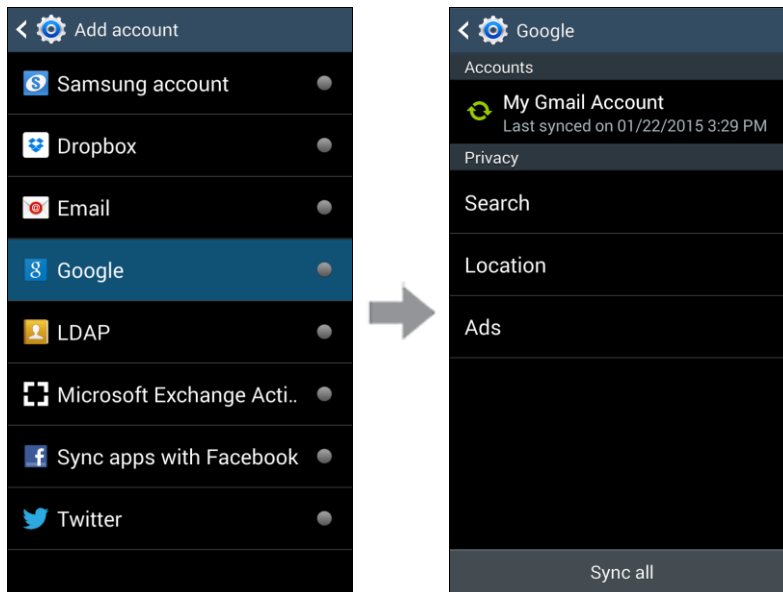 Add account
Samsung account
Dropbox
Email
Google
LDAP
Microsoft Exchange Acti..
Sync apps with Facebook
Twitter
Google
Accounts
My Gmail Account
Last synced on 01/22/2015 3:29 PM
Privacy
Search
Location
Ads
Sync all